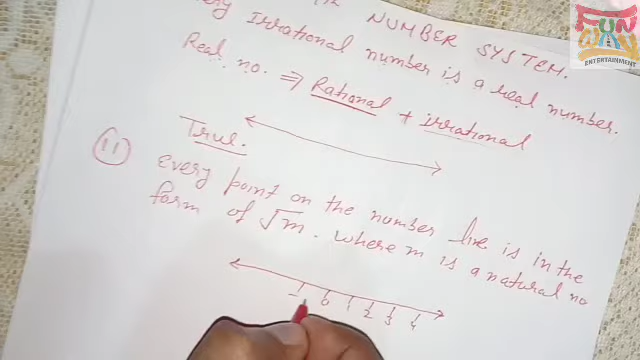 NUMBER SYSTEM.
Every Irrational number is a real number.
Real no. ⇒ Rational + irrational
True.
(ii) Every point on the number line is in the
form of √m. where m is a natural no
-1 0 1 2 3 4
FUN
ENTERTAINMENT